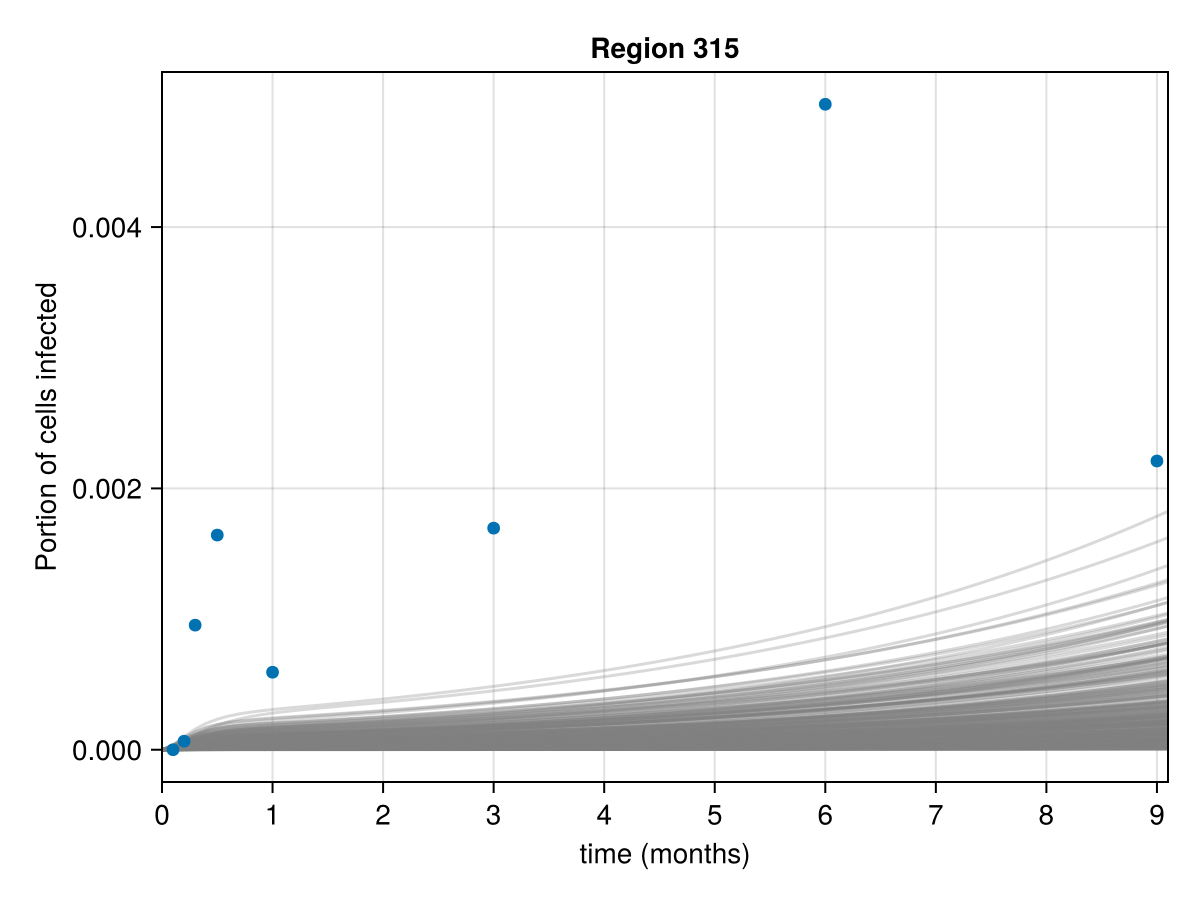 Region 315
Portion of cells infected
0.004
0.002
0.000
0 1 2 3 4 5 6 7 8 9
time (months)